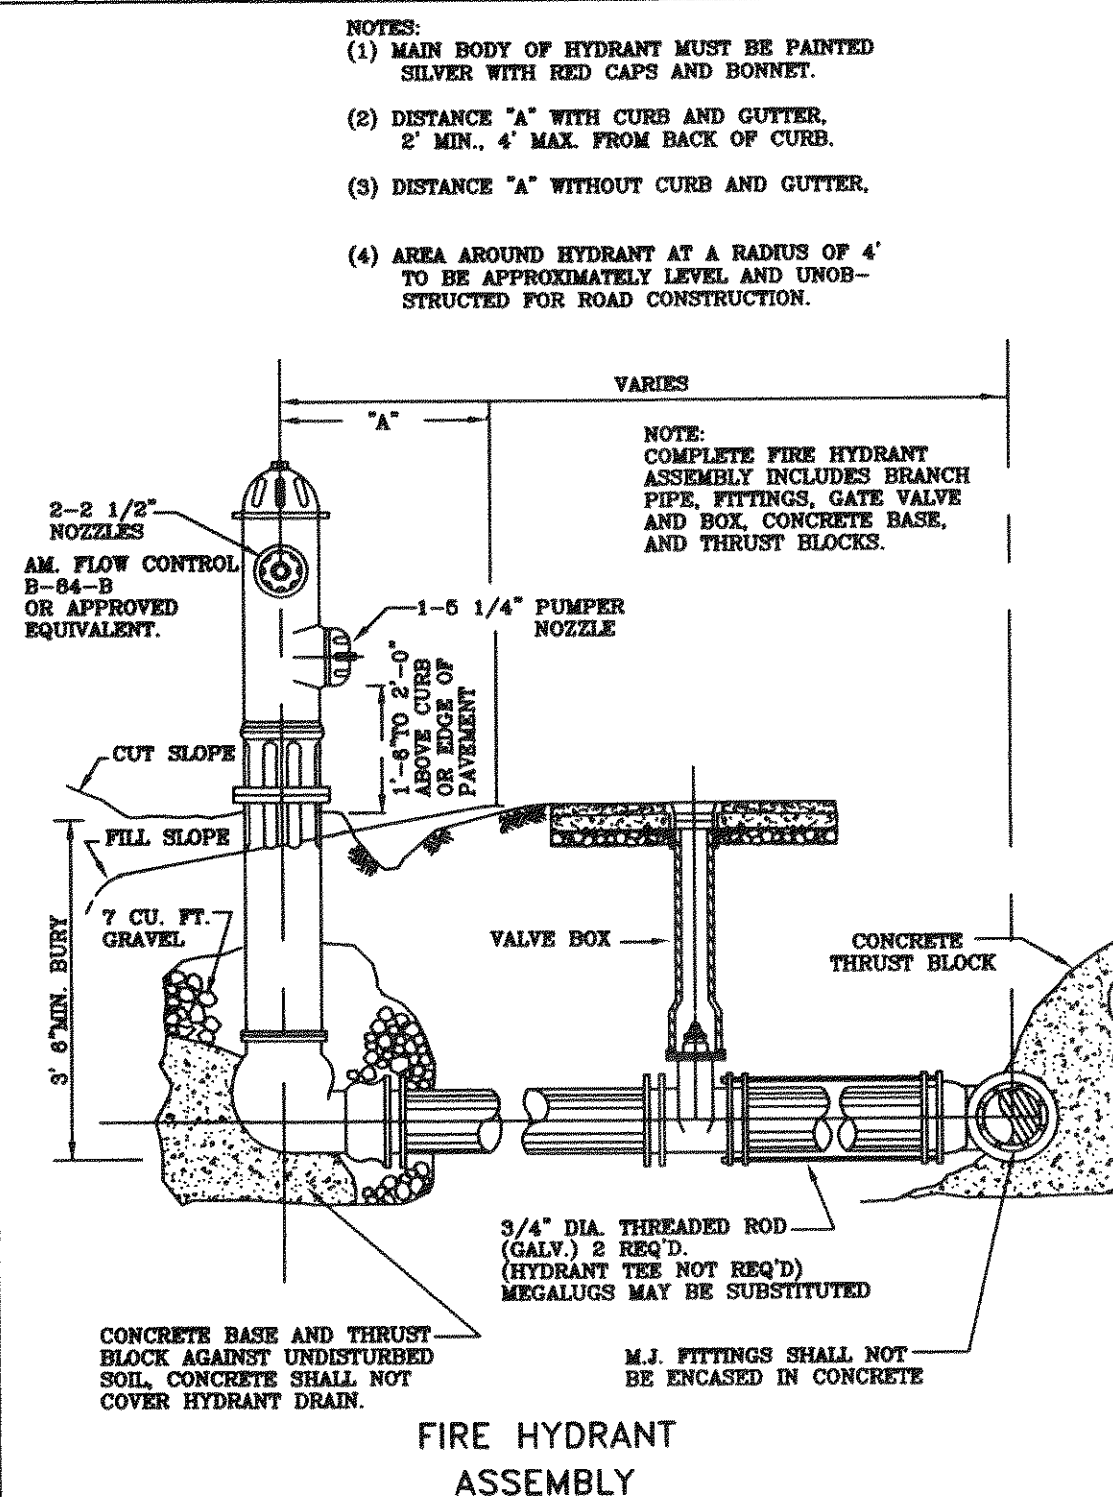 NOTES:
(1) MAIN BODY OF HYDRANT MUST BE PAINTED
SILVER WITH RED CAPS AND BONNET.
(2) DISTANCE "A" WITH CURB AND GUTTER,
2' MIN., 4' MAX. FROM BACK OF CURB.
(3) DISTANCE "A" WITHOUT CURB AND GUTTER,
(4) AREA AROUND HYDRANT AT A RADIUS OF 4'
TO BE APPROXIMATELY LEVEL AND UNOB-
STRUCTED FOR ROAD CONSTRUCTION.
VARIES
"A"
NOTE:
COMPLETE FIRE HYDRANT
ASSEMBLY INCLUDES BRANCH
PIPE, FITTINGS, GATE VALVE
AND BOX, CONCRETE BASE,
AND THRUST BLOCKS.
2-2 1/2"
NOZZLES
AM. FLOW CONTROL
B-84-B
OR APPROVED
EQUIVALENT.
1-5 1/4" PUMPER
NOZZLE
1'-6"TO 2'-0"
ABOVE CURB
OR EDGE OF
PAVEMENT
CUT SLOPE
FILL SLOPE
7 CU. FT.
GRAVEL
3' 6"MIN. BURY
VALVE BOX
CONCRETE
THRUST BLOCK
3/4" DIA. THREADED ROD
(GALV.) 2 REQ'D.
(HYDRANT TEE NOT REQ'D)
MEGALUGS MAY BE SUBSTITUTED
CONCRETE BASE AND THRUST
BLOCK AGAINST UNDISTURBED
SOIL, CONCRETE SHALL NOT
COVER HYDRANT DRAIN.
M.J. FITTINGS SHALL NOT
BE ENCASED IN CONCRETE
FIRE HYDRANT
ASSEMBLY